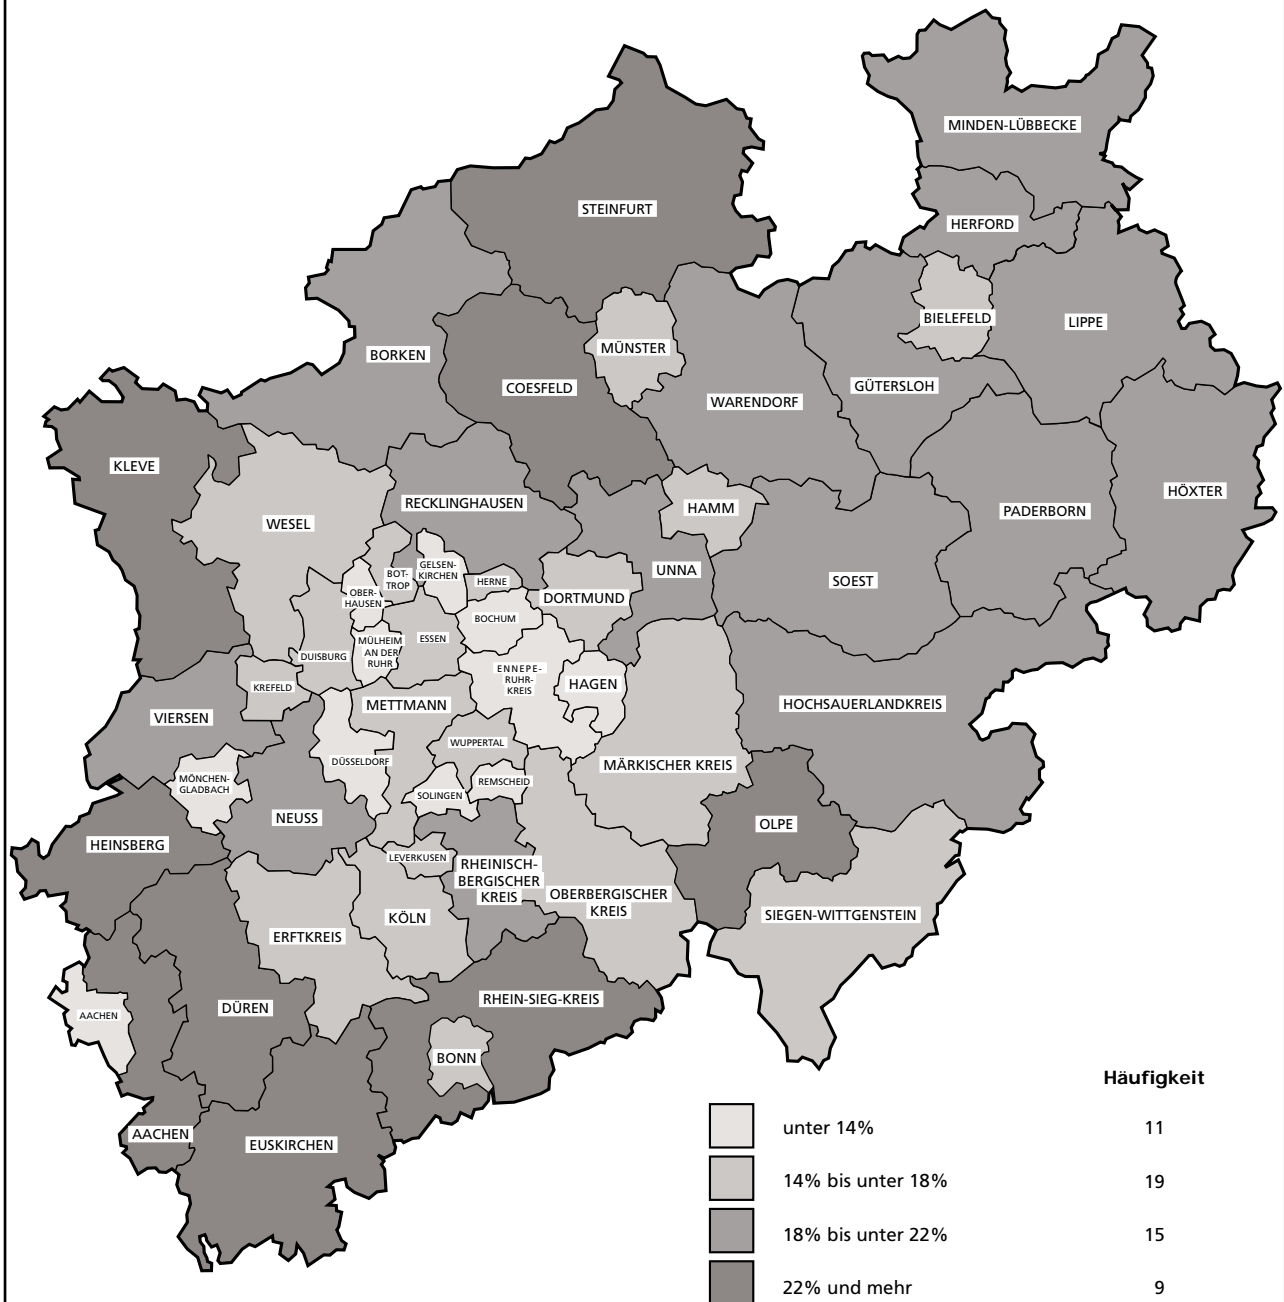 MINDEN-LÜBBECKE
STEINFURT
HERFORD
BIELEFELD
LIPPE
MÜNSTER
BORKEN
COESFELD
GÜTERSLOH
WARENDORF
KLEVE
RECKLINGHAUSEN
HÖXTER
HAMM
PADERBORN
WESEL
GELSEN-
KIRCHEN
BOT-
TROP
HERNE
UNNA
SOEST
OBER-
HAUSEN
DORTMUND
BOCHUM
ESSEN
MÜLHEIM
AN DER
RUHR
DUISBURG
ENNEPE-
RUHR-
KREIS
HAGEN
KREFELD
METTMANN
HOCHSAUERLANDKREIS
VIERSEN
WUPPERTAL
DÜSSELDORF
MÄRKISCHER KREIS
MÖNCHEN-
GLADBACH
REMSCHEID
SOLINGEN
NEUSS
OLPE
HEINSBERG
LEVERKUSEN
RHEINISCH-
BERGISCHER
KREIS
OBERBERGISCHER
KREIS
KÖLN
SIEGEN-WITTGENSTEIN
ERFTKREIS
RHEIN-SIEG-KREIS
DÜREN
AACHEN
BONN
AACHEN
EUSKIRCHEN
Häufigkeit
unter 14% 11
14% bis unter 18% 19
18% bis unter 22% 15
22% und mehr 9